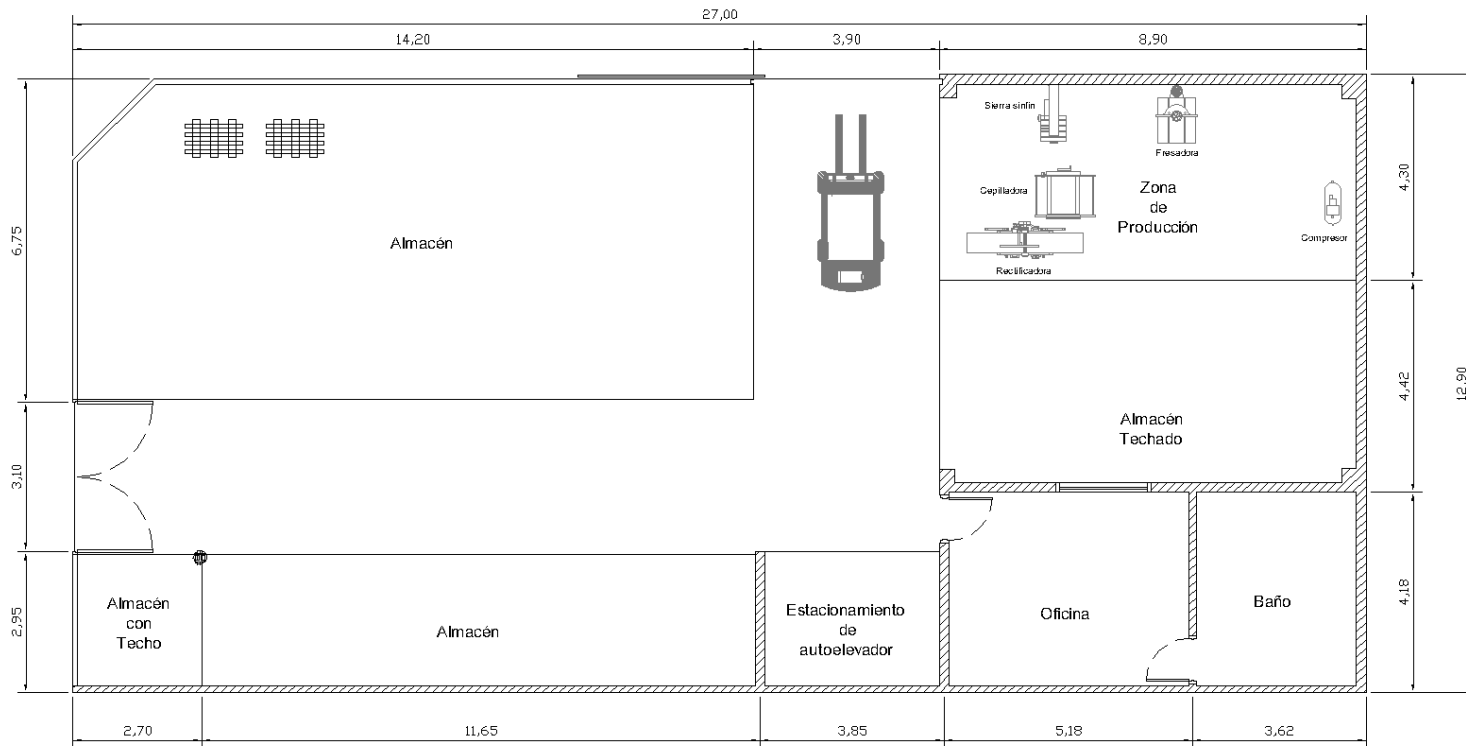 27,00
14,20
3,90
8,90
Sierra sinfin
Fresadora
Cepilladora
Zona
de
Producción
Compresor
Rectificadora
Almacén
6,75
4,30
12,90
4,42
Almacén
Techado
3,10
2,95
Almacén
con
Techo
Almacén
Estacionamiento
de
autoelevador
Oficina
Baño
4,18
2,70
11,65
3,85
5,18
3,62